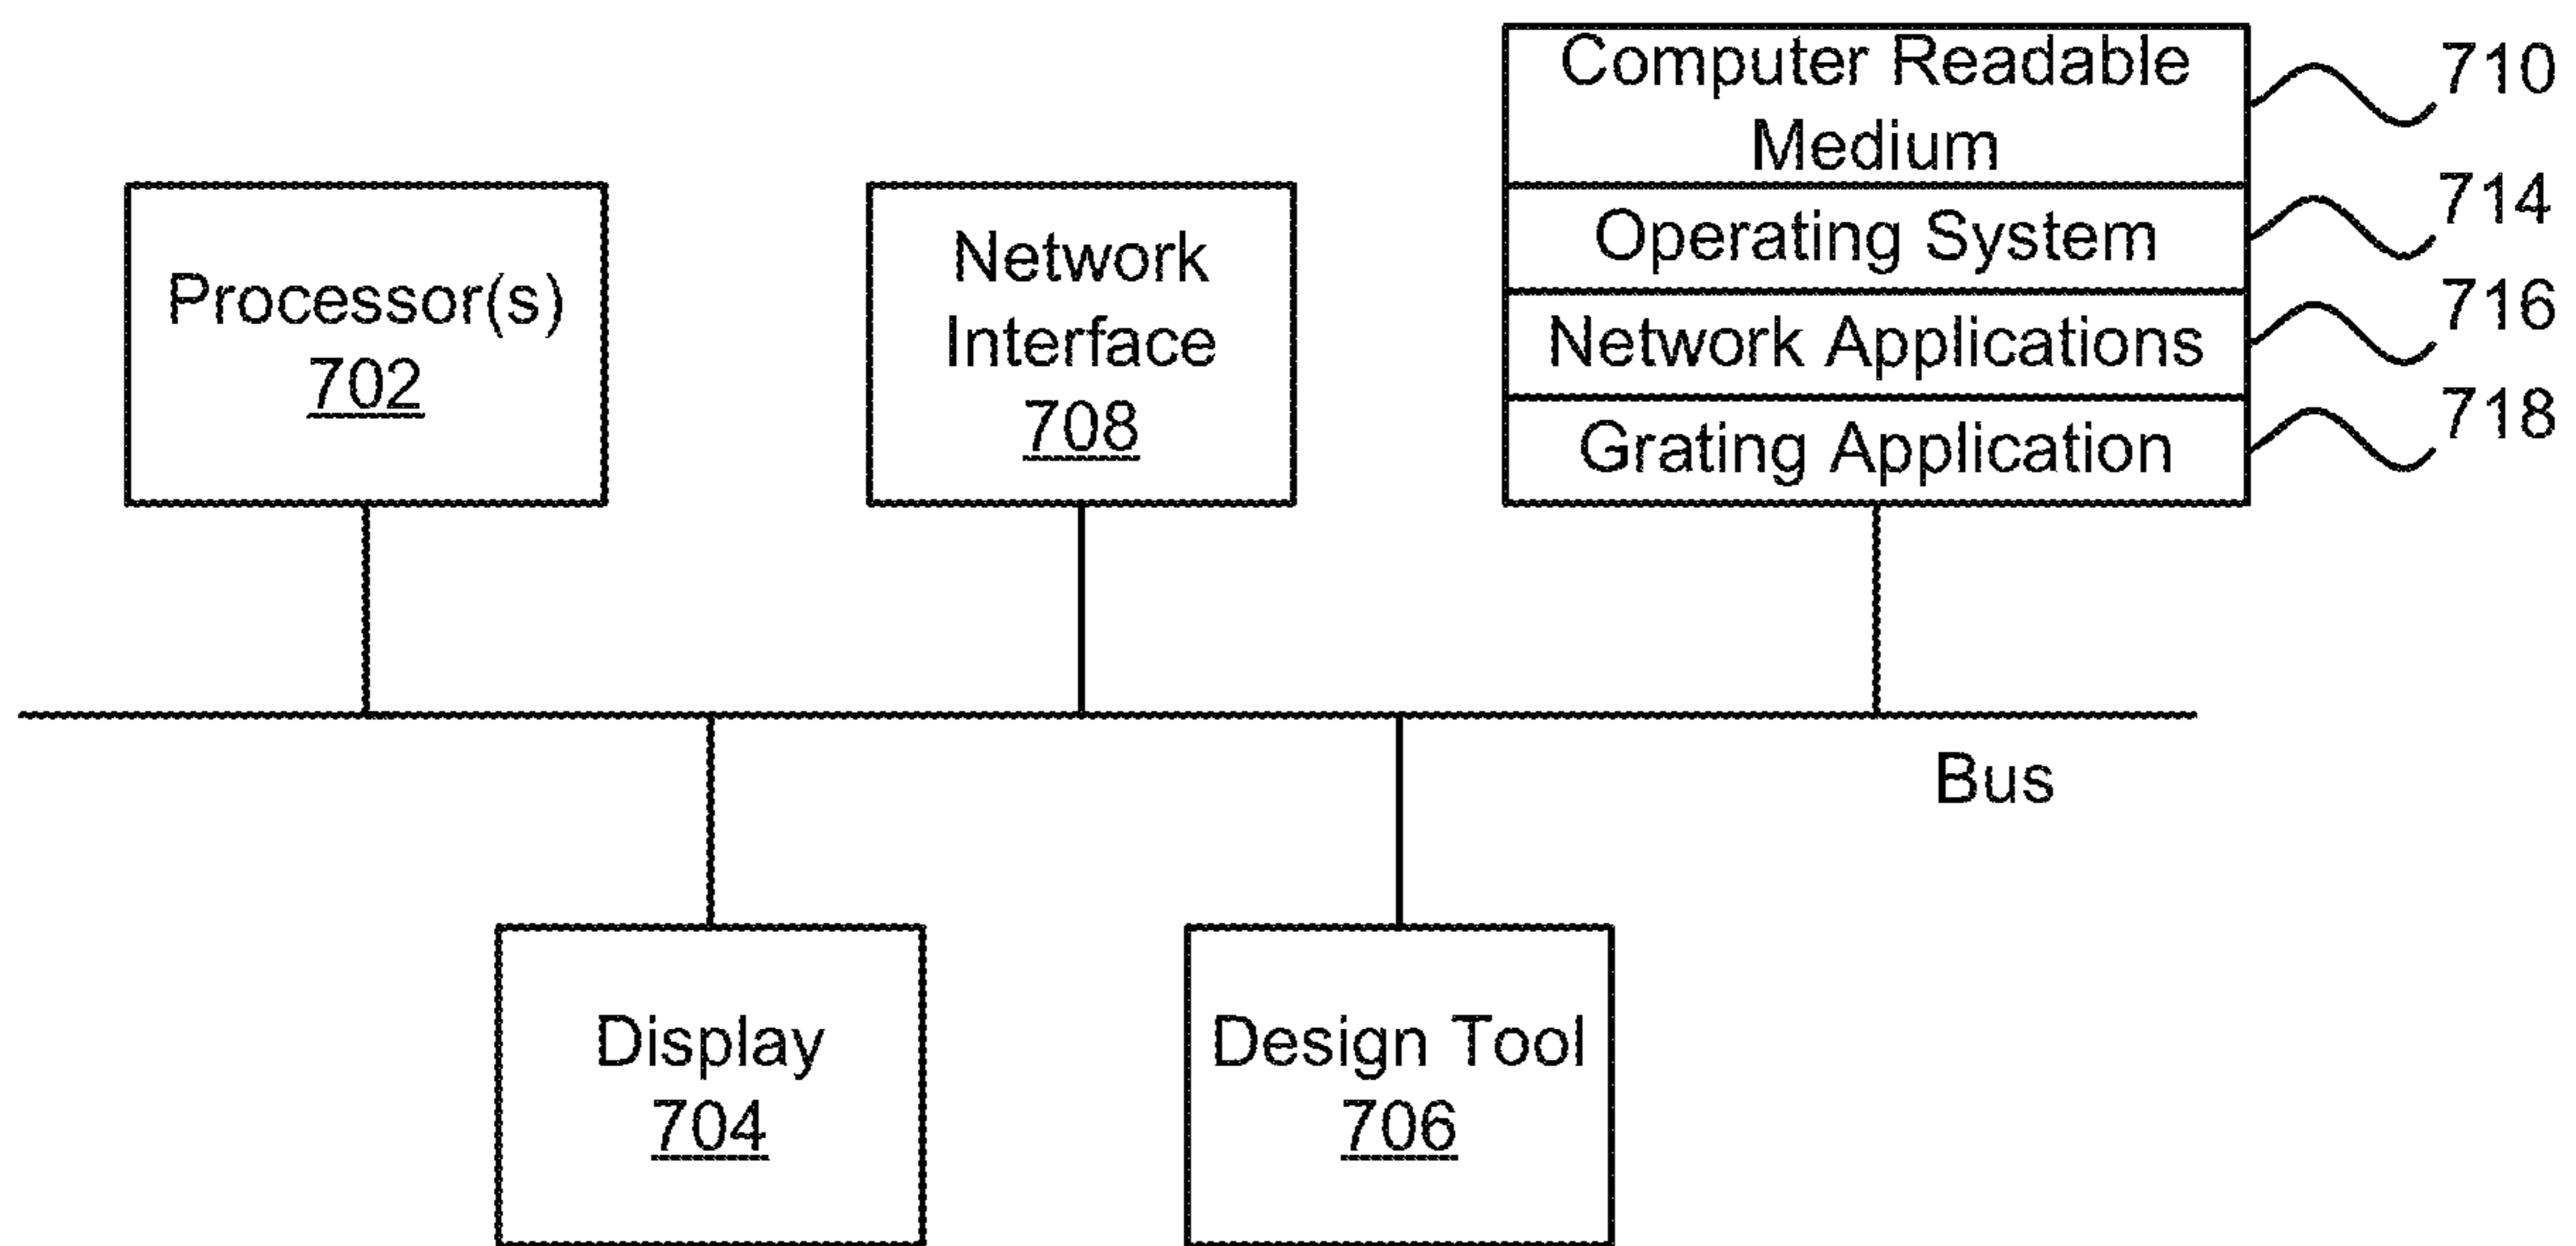 Computer Readable
Medium
710
Operating System
714
Network Applications
716
Grating Application
718
Processor(s)
702
Network
Interface
708
Bus
Display
704
Design Tool
706